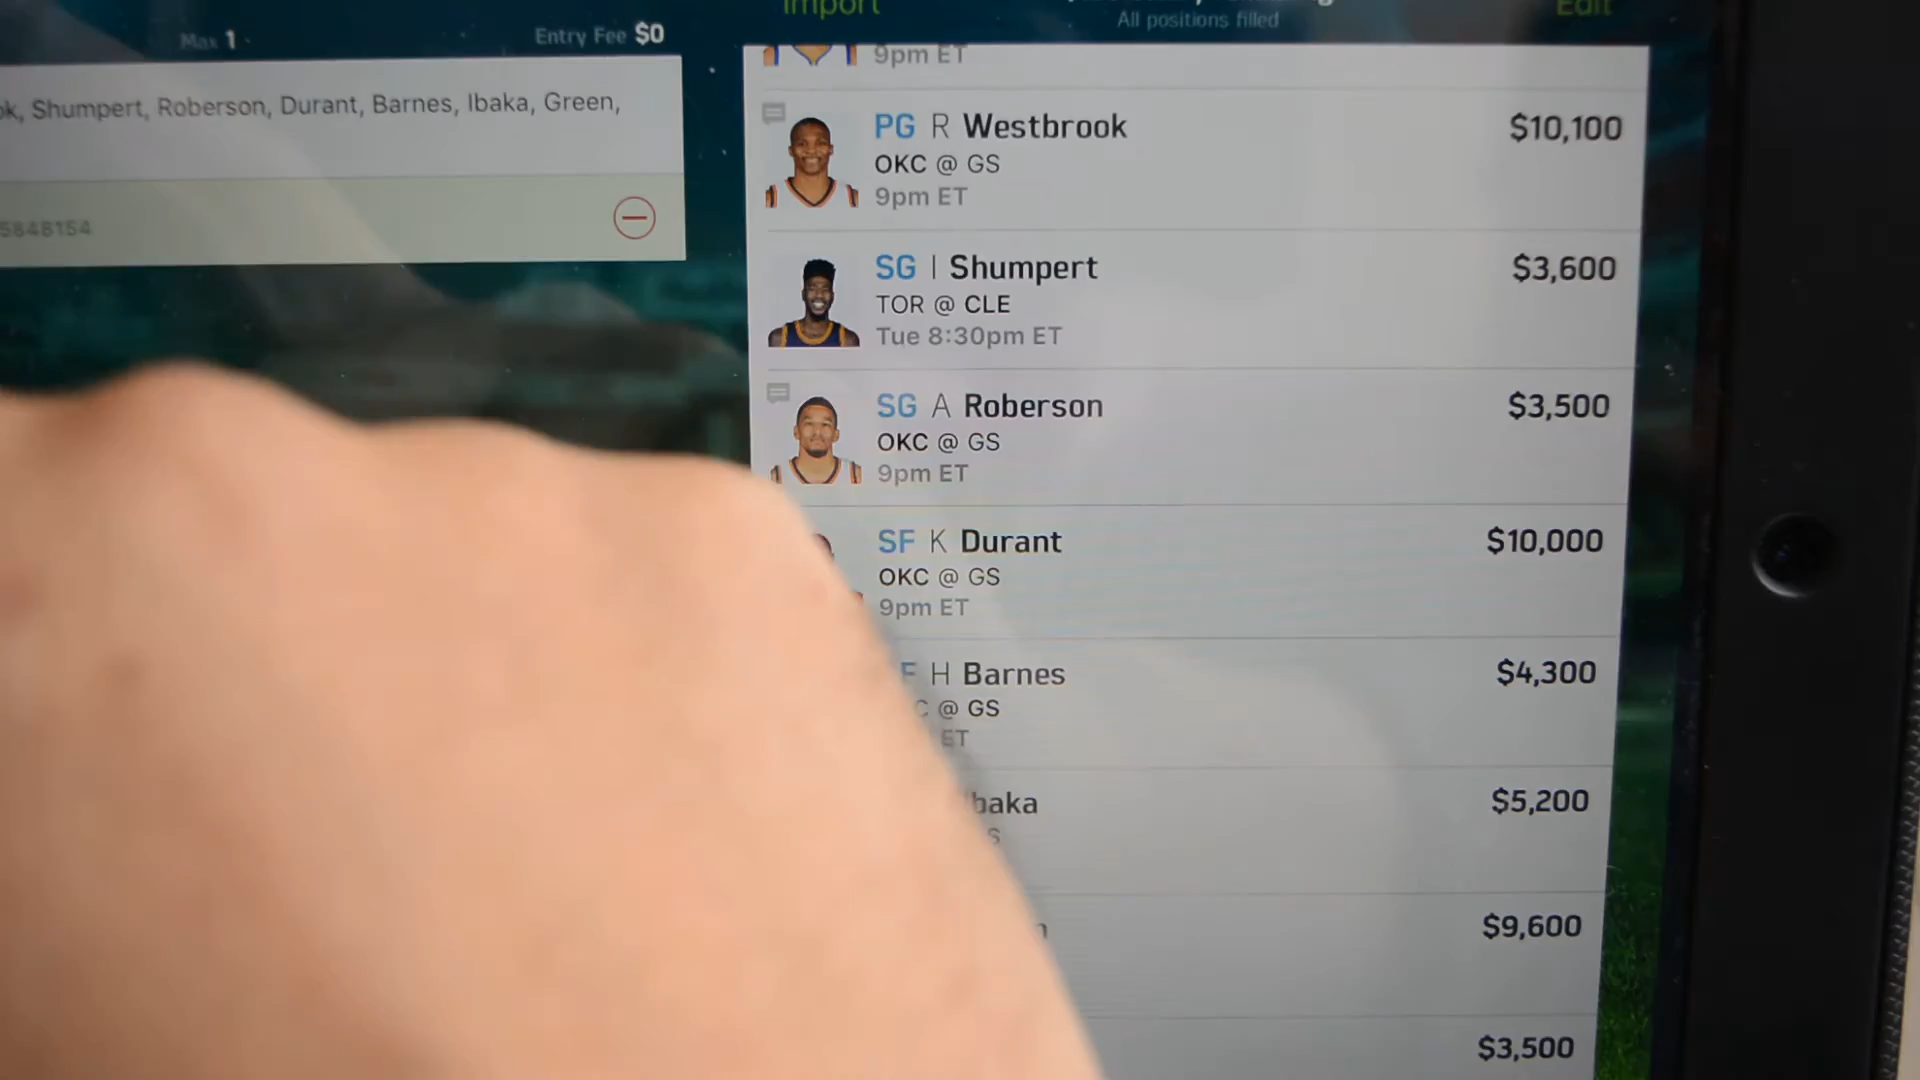 Max 1
Entry Fee $0
Shumpert, Roberson, Durant, Barnes, Ibaka, Green,
5848154
Import
All positions filled
Edit
9pm ET
PG R Westbrook $10,100
OKC @ GS
9pm ET
SG I Shumpert $3,600
TOR @ CLE
Tue 8:30pm ET
SG A Roberson $3,500
OKC @ GS
9pm ET
SF K Durant $10,000
OKC @ GS
9pm ET
H Barnes $4,300
@ GS
ET
$5,200
$9,600
$3,500